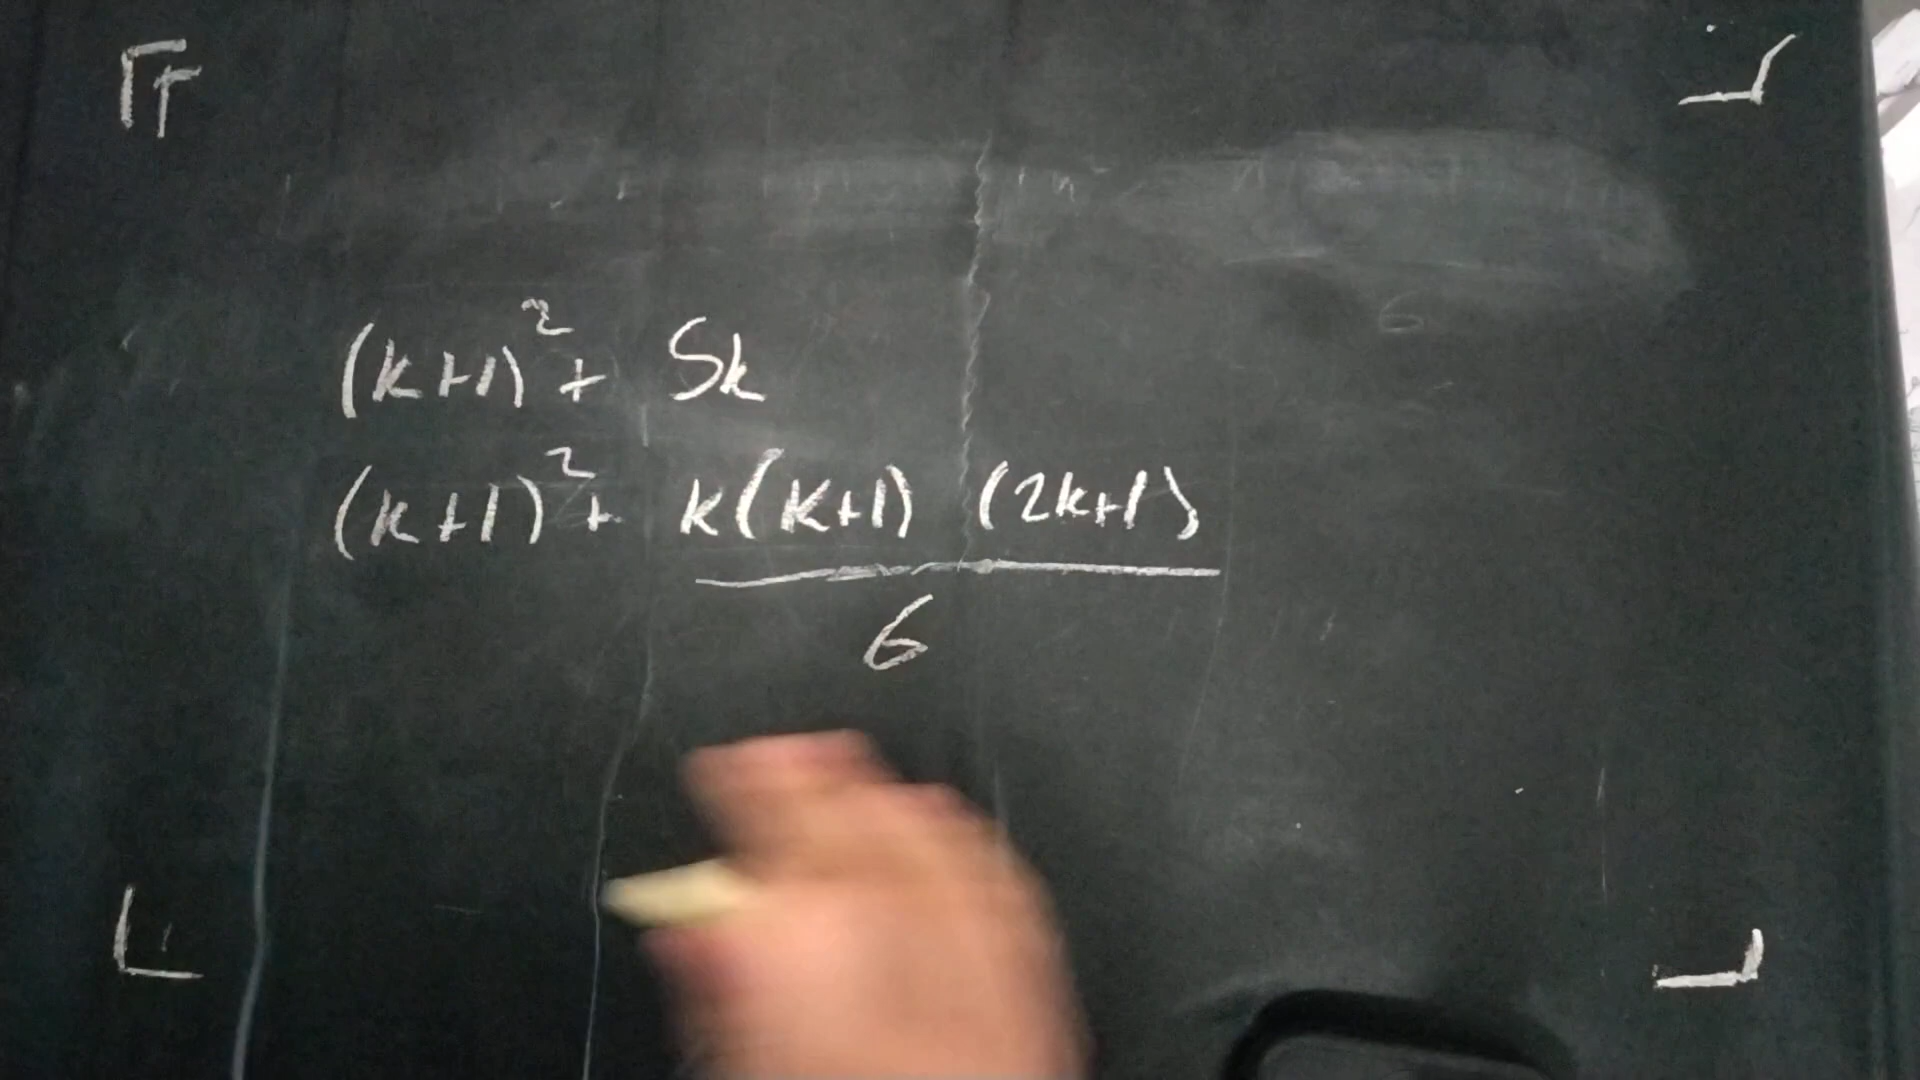 (k+1)² + Sk
(k+1)² + k(k+1) (2k+1)
6